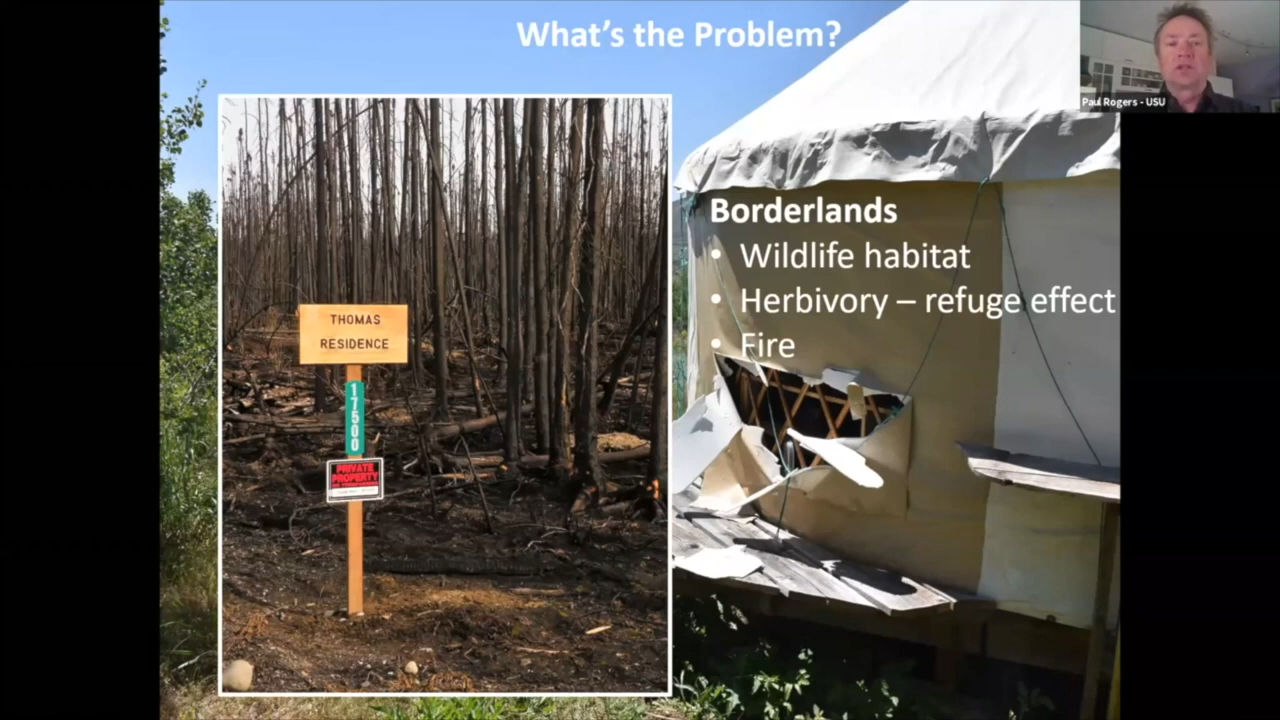 What's the Problem?
Paul Rogers - USU
Borderlands
• Wildlife habitat
• Herbivory – refuge effect
• Fire
THOMAS
RESIDENCE
17500
PRIVATE
PROPERTY